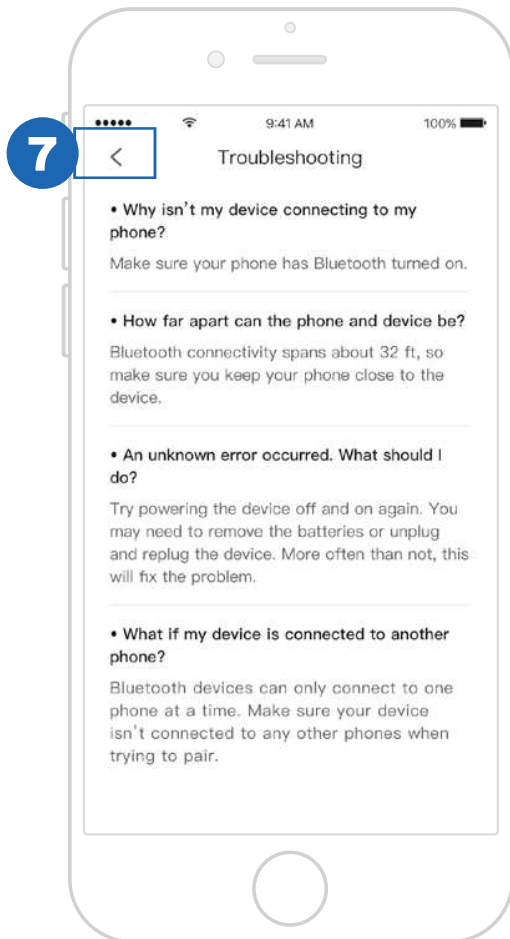 9:41 AM 100%
7
< Troubleshooting
• Why isn't my device connecting to my
phone?
Make sure your phone has Bluetooth turned on.
• How far apart can the phone and device be?
Bluetooth connectivity spans about 32 ft, so
make sure you keep your phone close to the
device.
• An unknown error occurred. What should I
do?
Try powering the device off and on again. You
may need to remove the batteries or unplug
and replug the device. More often than not, this
will fix the problem.
• What if my device is connected to another
phone?
Bluetooth devices can only connect to one
phone at a time. Make sure your device
isn't connected to any other phones when
trying to pair.